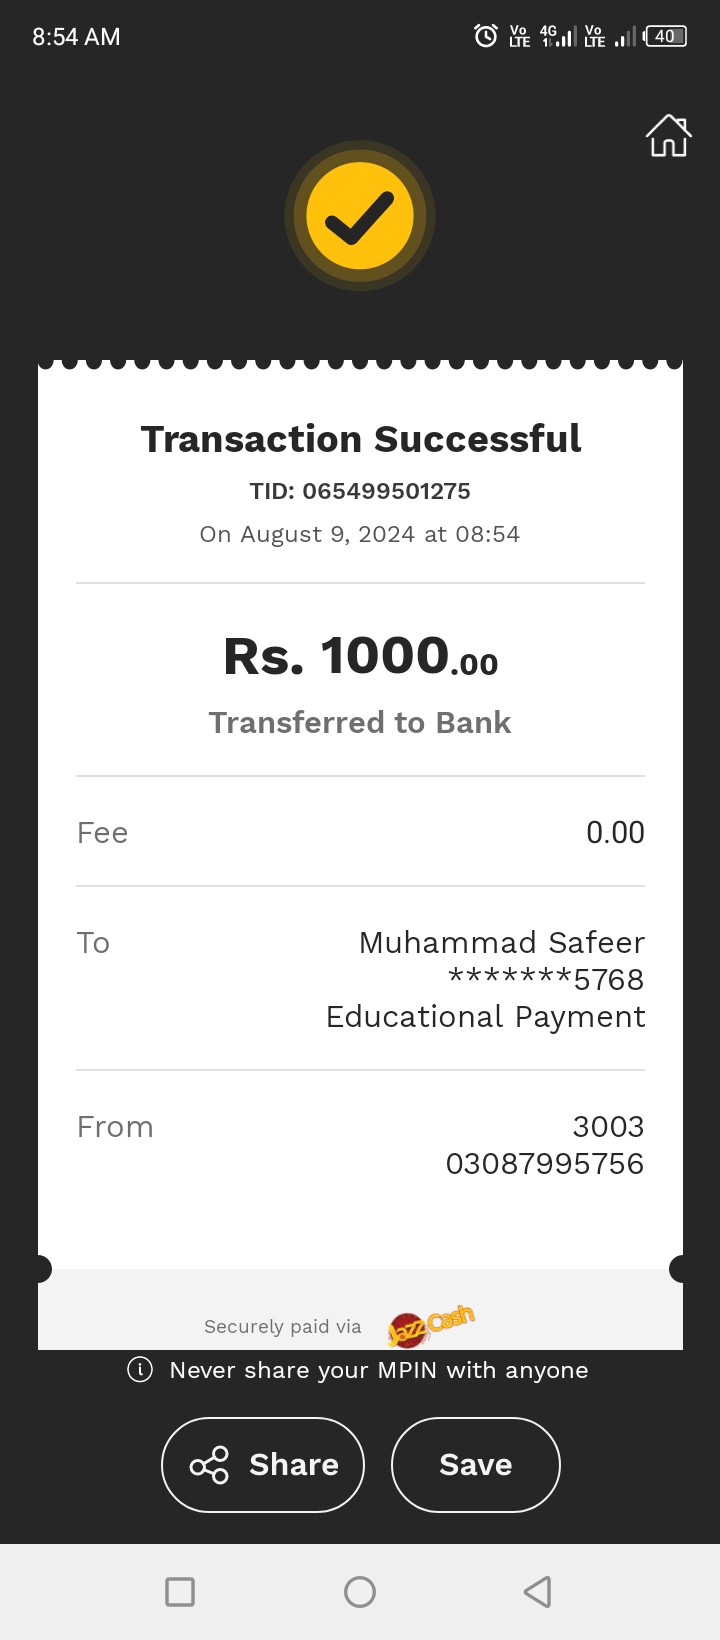 8:54 AM
Vo LTE 4G Vo LTE 40
Transaction Successful
TID: 065499501275
On August 9, 2024 at 08:54
Rs. 1000.00
Transferred to Bank
Fee 0.00
To Muhammad Safeer
*******5768
Educational Payment
From 3003
03087995756
Securely paid via JazzCash
Never share your MPIN with anyone
Share Save